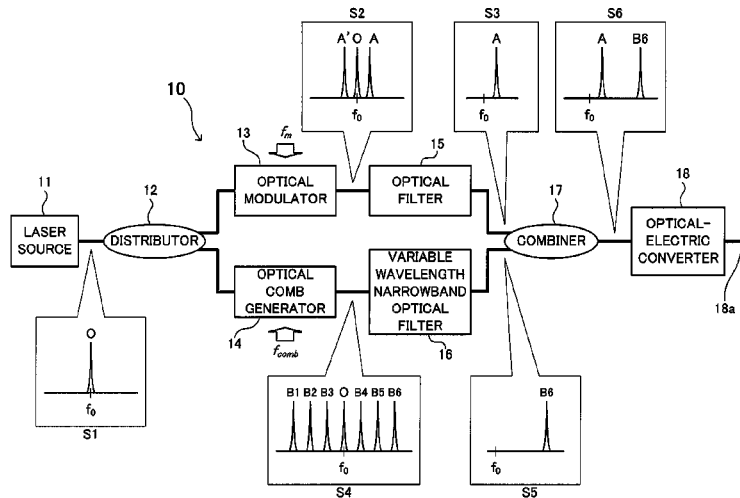 S2
S3
S6
A' O A
A
A B6
f₀
f₀
f₀
10
13
fm
15
17
18
11
12
OPTICAL
MODULATOR
OPTICAL
FILTER
LASER
SOURCE
DISTRIBUTOR
COMBINER
OPTICAL-
ELECTRIC
CONVERTER
OPTICAL
COMB
GENERATOR
VARIABLE
WAVELENGTH
NARROWBAND
OPTICAL
FILTER
18a
14
fcomb
16
O
f₀
S1
B1 B2 B3 O B4 B5 B6
f₀
S4
B6
f₀
S5